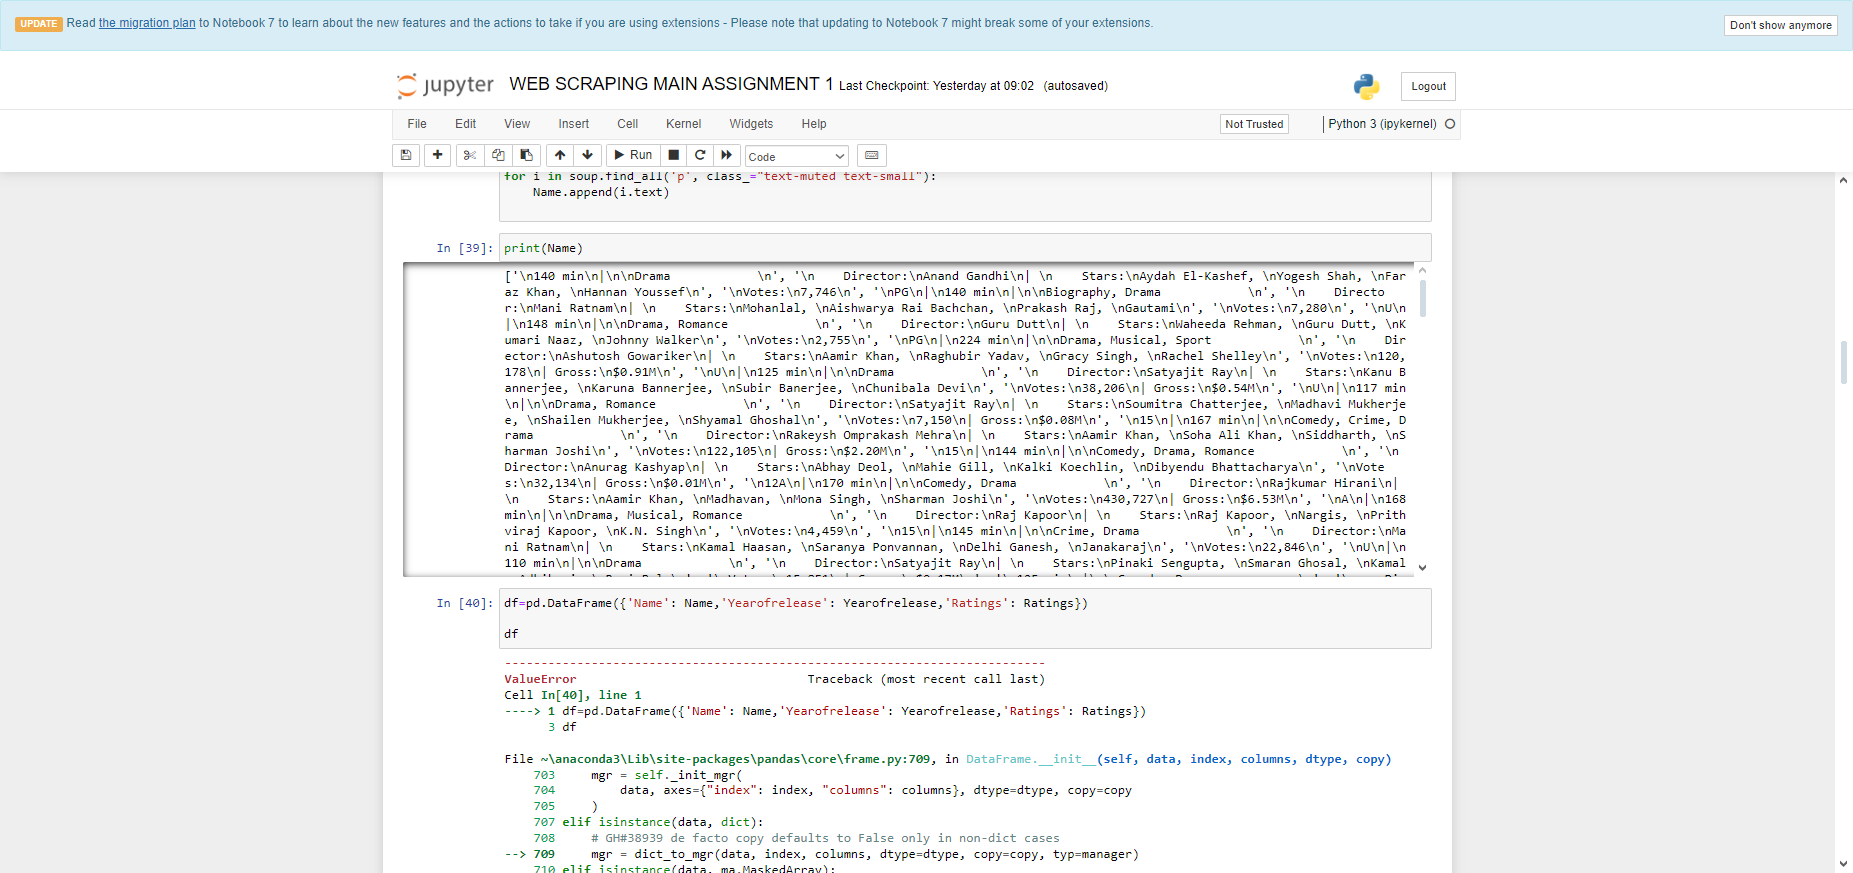 UPDATE Read the migration plan to Notebook 7 to learn about the new features and the actions to take if you are using extensions - Please note that updating to Notebook 7 might break some of your extensions.
Don't show anymore
jupyter WEB SCRAPING MAIN ASSIGNMENT 1 Last Checkpoint: Yesterday at 09:02 (autosaved)
Logout
File Edit View Insert Cell Kernel Widgets Help
Not Trusted
Python 3 (ipykernel)
Run
Code
for i in soup.find_all('p', class_="text-muted text-small"):
    Name.append(i.text)
In [39]: print(Name)
['\n140 min\n|\n\nDrama            \n', '\n    Director:\nAnand Gandhi\n| \n    Stars:\nAydah El-Kashef, \nYogesh Shah, \nFar
az Khan, \nHannan Youssef\n', '\nVotes:\n7,746\n', '\nPG\n|\n140 min\n|\n\nBiography, Drama            \n', '\n    Directo
r:\nMani Ratnam\n| \n    Stars:\nMohanlal, \nAishwarya Rai Bachchan, \nPrakash Raj, \nGautami\n', '\nVotes:\n7,280\n', '\nU\n
|\n148 min\n|\n\nDrama, Romance            \n', '\n    Director:\nGuru Dutt\n| \n    Stars:\nWaheeda Rehman, \nGuru Dutt, \nK
umari Naaz, \nJohnny Walker\n', '\nVotes:\n2,755\n', '\nPG\n|\n224 min\n|\n\nDrama, Musical, Sport            \n', '\n    Dir
ector:\nAshutosh Gowariker\n| \n    Stars:\nAamir Khan, \nRaghubir Yadav, \nGracy Singh, \nRachel Shelley\n', '\nVotes:\n120,
178\n| Gross:\n$0.91M\n', '\nU\n|\n125 min\n|\n\nDrama            \n', '\n    Director:\nSatyajit Ray\n| \n    Stars:\nKanu B
annerjee, \nKaruna Bannerjee, \nSubir Banerjee, \nChunibala Devi\n', '\nVotes:\n38,206\n| Gross:\n$0.54M\n', '\nU\n|\n117 min
\n|\n\nDrama, Romance            \n', '\n    Director:\nSatyajit Ray\n| \n    Stars:\nSoumitra Chatterjee, \nMadhavi Mukherje
e, \nShailen Mukherjee, \nShyamal Ghoshal\n', '\nVotes:\n7,150\n| Gross:\n$0.08M\n', '\n15\n|\n167 min\n|\n\nComedy, Crime, D
rama            \n', '\n    Director:\nRakeysh Omprakash Mehra\n| \n    Stars:\nAamir Khan, \nSoha Ali Khan, \nSiddharth, \nS
harman Joshi\n', '\nVotes:\n122,105\n| Gross:\n$2.20M\n', '\n15\n|\n144 min\n|\n\nComedy, Drama, Romance            \n', '\n
Director:\nAnurag Kashyap\n| \n    Stars:\nAbhay Deol, \nMahie Gill, \nKalki Koechlin, \nDibyendu Bhattacharya\n', '\nVote
s:\n32,134\n| Gross:\n$0.01M\n', '\n12A\n|\n170 min\n|\n\nComedy, Drama            \n', '\n    Director:\nRajkumar Hirani\n|
\n    Stars:\nAamir Khan, \nMadhavan, \nMona Singh, \nSharman Joshi\n', '\nVotes:\n430,727\n| Gross:\n$6.53M\n', '\nA\n|\n168
min\n|\n\nDrama, Musical, Romance            \n', '\n    Director:\nRaj Kapoor\n| \n    Stars:\nRaj Kapoor, \nNargis, \nPrith
viraj Kapoor, \nK.N. Singh\n', '\nVotes:\n4,459\n', '\n15\n|\n145 min\n|\n\nCrime, Drama            \n', '\n    Director:\nMa
ni Ratnam\n| \n    Stars:\nKamal Haasan, \nSaranya Ponvannan, \nDelhi Ganesh, \nJanakaraj\n', '\nVotes:\n22,846\n', '\nU\n|\n
110 min\n|\n\nDrama            \n', '\n    Director:\nSatyajit Ray\n| \n    Stars:\nPinaki Sengupta, \nSmaran Ghosal, \nKamal
In [40]: df=pd.DataFrame({'Name': Name,'Yearofrelease': Yearofrelease,'Ratings': Ratings})
df
---------------------------------------------------------------------------
ValueError                                Traceback (most recent call last)
Cell In[40], line 1
----> 1 df=pd.DataFrame({'Name': Name,'Yearofrelease': Yearofrelease,'Ratings': Ratings})
      3 df
File ~\anaconda3\Lib\site-packages\pandas\core\frame.py:709, in DataFrame.__init__(self, data, index, columns, dtype, copy)
    703     mgr = self._init_mgr(
    704         data, axes={"index": index, "columns": columns}, dtype=dtype, copy=copy
    705     )
    707 elif isinstance(data, dict):
    708     # GH#38939 de facto copy defaults to False only in non-dict cases
--> 709     mgr = dict_to_mgr(data, index, columns, dtype=dtype, copy=copy, typ=manager)
    710 elif isinstance(data, ma.MaskedArray):